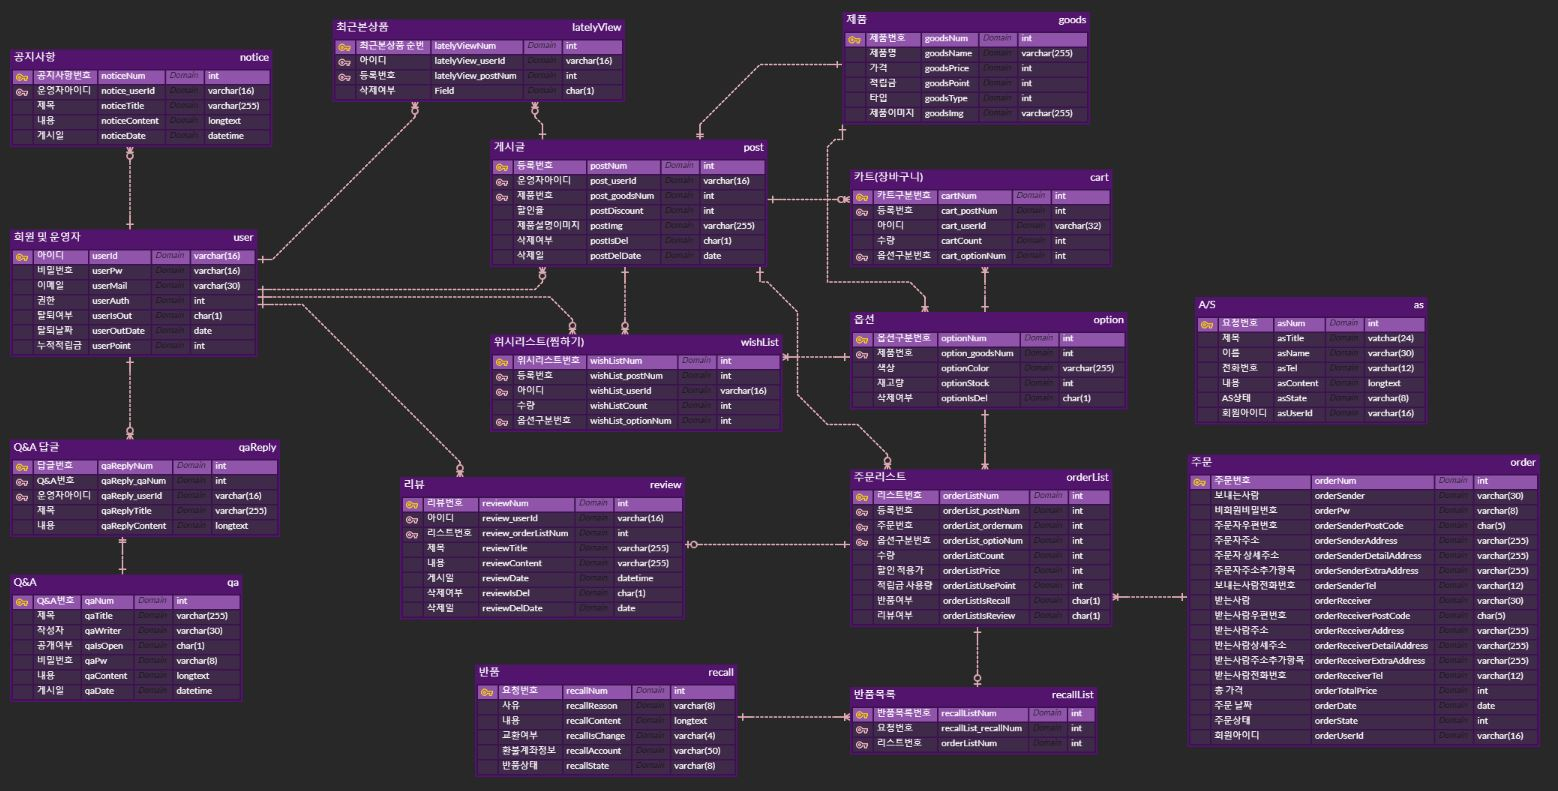 최근본상품 latelyView
최근본상품 순번 latelyViewNum Domain int
아이디 latelyView_userId Domain varchar(16)
등록번호 latelyView_postNum Domain int
삭제여부 Field Domain char(1)
제품 goods
제품번호 goodsNum Domain int
제품명 goodsName Domain varchar(255)
가격 goodsPrice Domain int
적립금 goodsPoint Domain int
타입 goodsType Domain int
제품이미지 goodsImg Domain varchar(255)
공지사항 notice
공지사항번호 noticeNum Domain int
운영자아이디 notice_userId Domain varchar(16)
제목 noticeTitle Domain varchar(255)
내용 noticeContent Domain longtext
게시일 noticeDate Domain datetime
게시글 post
등록번호 postNum Domain int
운영자아이디 post_userId Domain varchar(16)
제품번호 post_goodsNum Domain int
할인율 postDiscount Domain int
제품설명이미지 postImg Domain varchar(255)
삭제여부 postIsDel Domain char(1)
삭제일 postDelDate Domain date
카트(장바구니) cart
카트구분번호 cartNum Domain int
등록번호 cart_postNum Domain int
아이디 cart_userId Domain varchar(32)
수량 cartCount Domain int
옵션구분번호 cart_optionNum Domain int
회원 및 운영자 user
아이디 userId Domain varchar(16)
비밀번호 userPw Domain varchar(16)
이메일 userMail Domain varchar(30)
권한 userAuth Domain int
탈퇴여부 userIsOut Domain char(1)
탈퇴날짜 userOutDate Domain date
누적적립금 userPoint Domain int
위시리스트(찜하기) wishList
위시리스트번호 wishListNum Domain int
등록번호 wishList_postNum Domain int
아이디 wishList_userId Domain varchar(16)
수량 wishListCount Domain int
옵션구분번호 wishList_optionNum Domain int
옵션 option
옵션구분번호 optionNum Domain int
제품번호 option_goodsNum Domain int
색상 optionColor Domain varchar(255)
재고량 optionStock Domain int
삭제여부 optionIsDel Domain char(1)
A/S as
요청번호 asNum Domain int
제목 asTitle Domain vatchar(24)
이름 asName Domain varchar(30)
전화번호 asTel Domain varchar(12)
내용 asContent Domain longtext
AS상태 asState Domain varchar(8)
회원아이디 asUserId Domain varchar(16)
Q&A 답글 qaReply
답글번호 qaReplyNum Domain int
Q&A번호 qaReply_qaNum Domain int
운영자아이디 qaReply_userId Domain varchar(16)
제목 qaReplyTitle Domain varchar(255)
내용 qaReplyContent Domain longtext
리뷰 review
리뷰번호 reviewNum Domain int
아이디 review_userId Domain varchar(16)
리스트번호 review_orderListNum Domain int
제목 reviewTitle Domain varchar(255)
내용 reviewContent Domain varchar(255)
게시일 reviewDate Domain datetime
삭제여부 reviewIsDel Domain char(1)
삭제일 reviewDelDate Domain date
주문리스트 orderList
리스트번호 orderListNum Domain int
등록번호 orderList_postNum Domain int
주문번호 orderList_ordernum Domain int
옵션구분번호 orderList_optioNum Domain int
수량 orderListCount Domain int
할인 적용가 orderListPrice Domain int
적립금 사용량 orderListUsePoint Domain int
반품여부 orderListIsRecall Domain char(1)
리뷰여부 orderListIsReview Domain char(1)
주문 order
주문번호 orderNum Domain int
보내는사람 orderSender Domain varchar(30)
비회원비밀번호 orderPw Domain varchar(8)
주문자우편번호 orderSenderPostCode Domain char(5)
주문자주소 orderSenderAddress Domain varchar(255)
주문자 상세주소 orderSenderDetailAddress Domain varchar(255)
주문자주소추가항목 orderSenderExtraAddress Domain varchar(255)
보내는사람전화번호 orderSenderTel Domain varchar(12)
받는사람 orderReceiver Domain varchar(30)
받는사람우편번호 orderReceiverPostCode Domain char(5)
받는사람주소 orderReceiverAddress Domain varchar(255)
받는사람상세주소 orderReceiverDetailAddress Domain varchar(255)
받는사람주소추가항목 orderReceiverExtraAddress Domain varchar(255)
받는사람전화번호 orderReceiverTel Domain varchar(12)
총 가격 orderTotalPrice Domain int
주문 날짜 orderDate Domain date
주문상태 orderState Domain int
회원아이디 orderUserId Domain varchar(16)
Q&A qa
Q&A번호 qaNum Domain int
제목 qaTitle Domain varchar(255)
작성자 qaWriter Domain varchar(30)
공개여부 qaIsOpen Domain char(1)
비밀번호 qaPw Domain varchar(8)
내용 qaContent Domain longtext
게시일 qaDate Domain datetime
반품 recall
요청번호 recallNum Domain int
사유 recallReason Domain varchar(8)
내용 recallContent Domain longtext
교환여부 recallIsChange Domain varchar(4)
환불계좌정보 recallAccount Domain varchar(50)
반품상태 recallState Domain varchar(8)
반품목록 recallList
반품목록번호 recallListNum Domain int
요청번호 recallList_recallNum Domain int
리스트번호 orderListNum Domain int